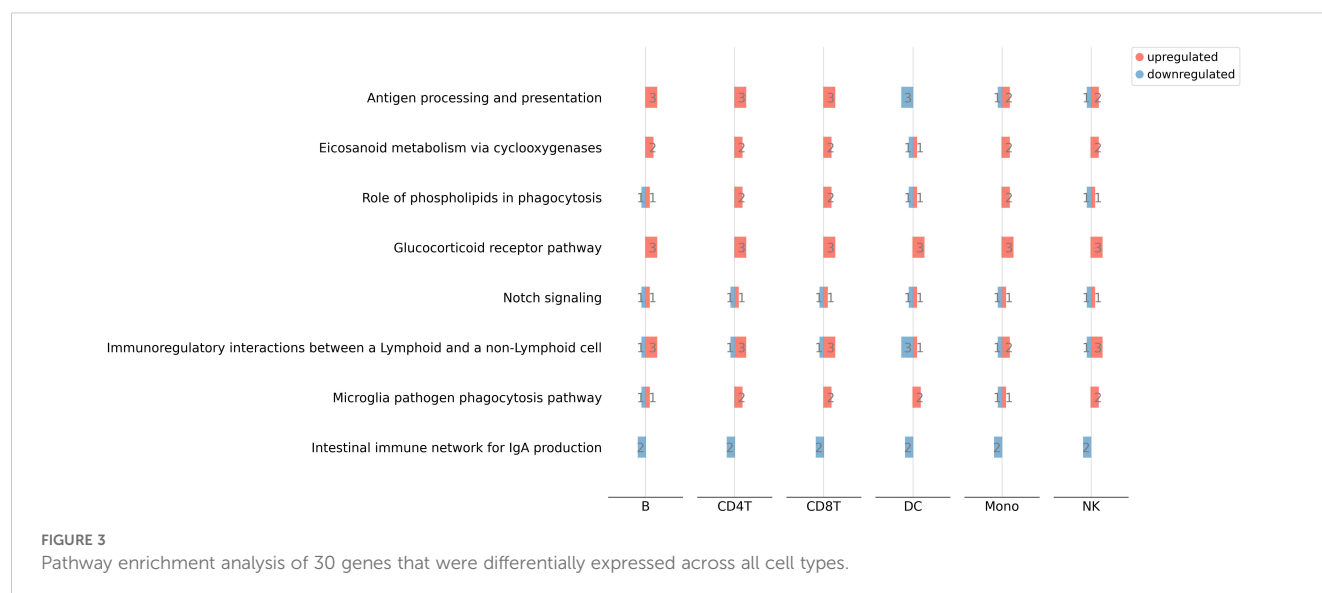 upregulated
downregulated
Antigen processing and presentation 3 3 3 3 1 2 1 2
Eicosanoid metabolism via cyclooxygenases 2 2 2 1 1 2 2
Role of phospholipids in phagocytosis 1 1 2 2 1 1 2 1 1
Glucocorticoid receptor pathway 3 3 3 3 3 3
Notch signaling 1 1 1 1 1 1 1 1 1 1 1 1
Immunoregulatory interactions between a Lymphoid and a non-Lymphoid cell 1 3 1 3 1 3 3 1 1 2 1 3
Microglia pathogen phagocytosis pathway 1 1 2 2 2 1 1 2
Intestinal immune network for IgA production 2 2 2 2 2 2
B CD4T CD8T DC Mono NK
FIGURE 3
Pathway enrichment analysis of 30 genes that were differentially expressed across all cell types.